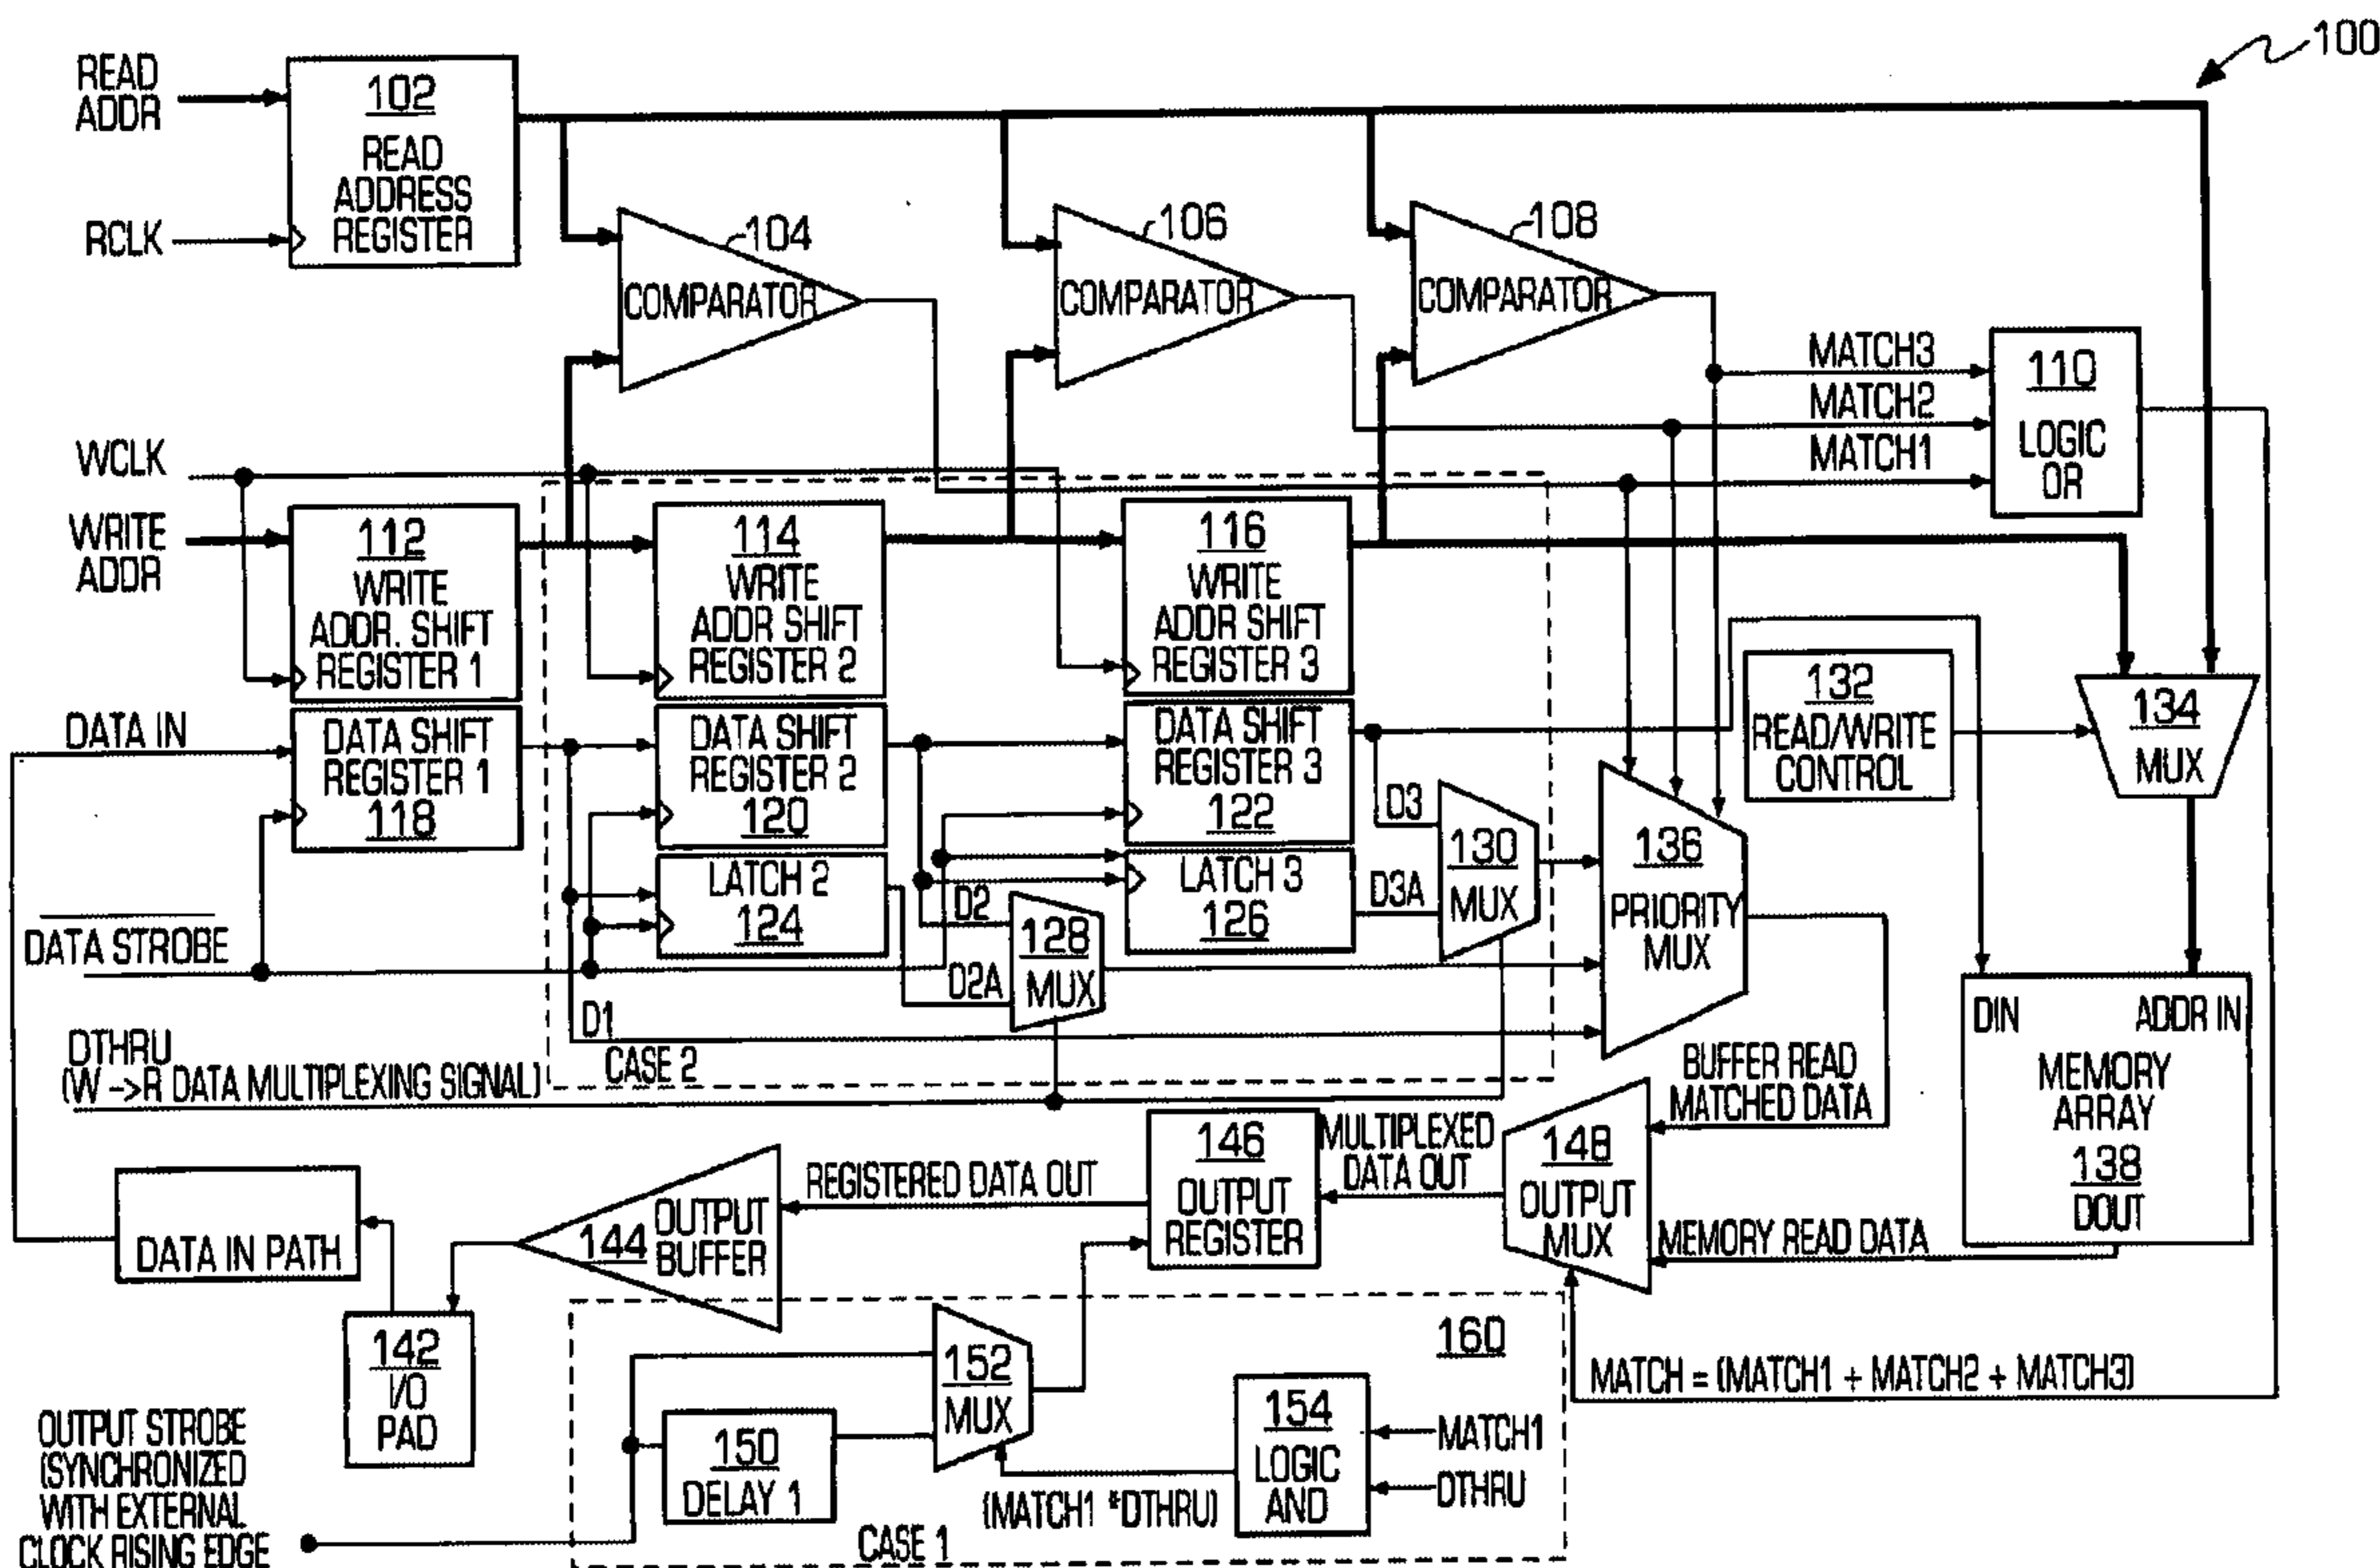 100
READ
ADDR
RCLK
102
READ
ADDRESS
REGISTER
104
COMPARATOR
106
COMPARATOR
108
COMPARATOR
MATCH3
MATCH2
MATCH1
110
LOGIC
OR
WCLK
WRITE
ADDR
112
WRITE
ADDR. SHIFT
REGISTER 1
114
WRITE
ADDR SHIFT
REGISTER 2
116
WRITE
ADDR SHIFT
REGISTER 3
132
READ/WRITE
CONTROL
134
MUX
DATA IN
DATA SHIFT
REGISTER 1
118
DATA SHIFT
REGISTER 2
120
DATA SHIFT
REGISTER 3
122
LATCH 2
124
LATCH 3
126
D3
D3A
130
MUX
136
PRIORITY
MUX
DATA STROBE
D2
D2A
128
MUX
D1
CASE 2
DTHRU
(W ->R DATA MULTIPLEXING SIGNAL)
DIN
ADDR IN
MEMORY
ARRAY
138
DOUT
BUFFER READ
MATCHED DATA
146
OUTPUT
REGISTER
MULTIPLEXED
DATA OUT
148
OUTPUT
MUX
MEMORY READ DATA
REGISTERED DATA OUT
144
OUTPUT
BUFFER
DATA IN PATH
142
I/O
PAD
160
152
MUX
150
DELAY 1
154
LOGIC
AND
MATCH1
DTHRU
(MATCH1 *DTHRU)
CASE 1
MATCH = (MATCH1 + MATCH2 + MATCH3)
OUTPUT STROBE
(SYNCHRONIZED
WITH EXTERNAL
CLOCK RISING EDGE